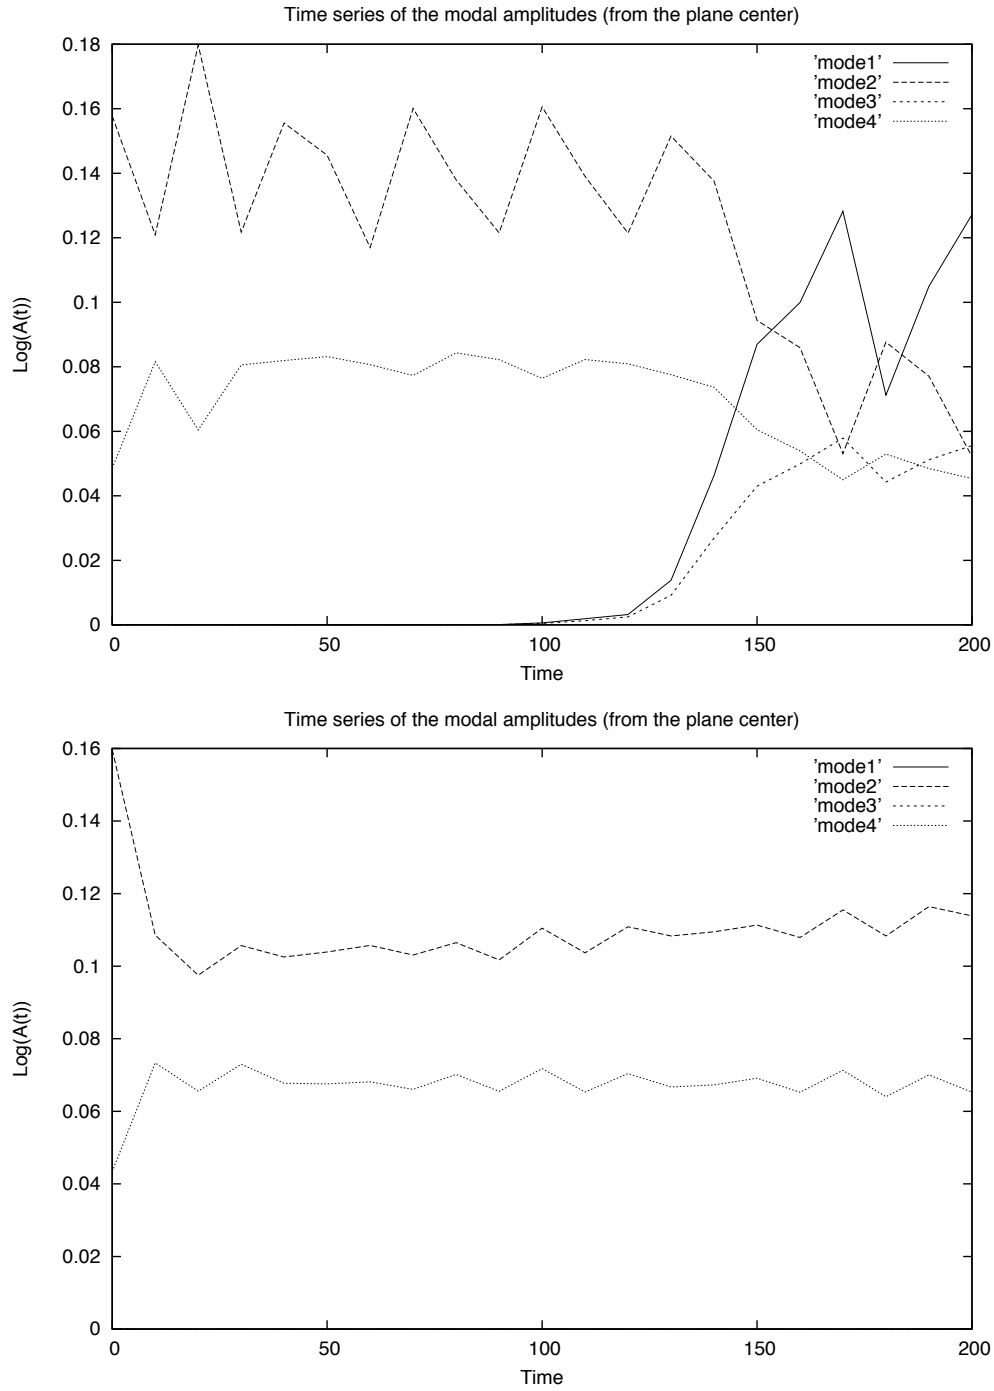 Time series of the modal amplitudes (from the plane center)
0.18
'mode1'
'mode2'
0.16
'mode3'
'mode4'
0.14
0.12
Log(A(t))
0.1
0.08
0.06
0.04
0.02
0
0
50
100
150
200
Time
Time series of the modal amplitudes (from the plane center)
0.16
'mode1'
'mode2'
'mode3'
0.14
'mode4'
0.12
0.1
Log(A(t))
0.08
0.06
0.04
0.02
0
0
50
100
150
200
Time